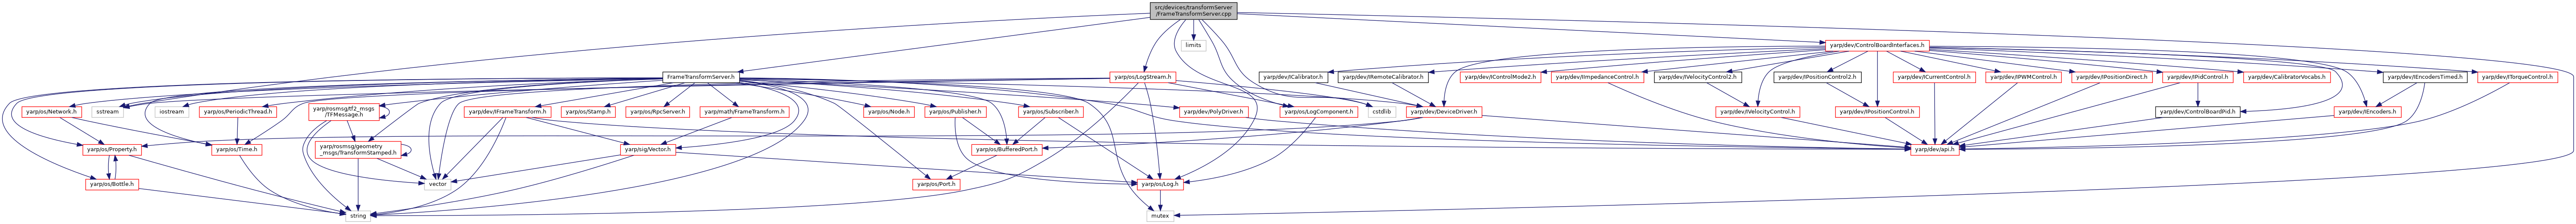 src/devices/transformServer
/FrameTransformServer.cpp
limits
yarp/dev/ControlBoardInterfaces.h
FrameTransformServer.h
yarp/os/LogStream.h
yarp/dev/ICalibrator.h
yarp/dev/IRemoteCalibrator.h
yarp/dev/IControlMode2.h
yarp/dev/IImpedanceControl.h
yarp/dev/IVelocityControl2.h
yarp/dev/IPositionControl2.h
yarp/dev/ICurrentControl.h
yarp/dev/IPWMControl.h
yarp/dev/IPositionDirect.h
yarp/dev/IPidControl.h
yarp/dev/CalibratorVocabs.h
yarp/dev/IEncodersTimed.h
yarp/dev/ITorqueControl.h
yarp/os/Network.h
sstream
iostream
yarp/os/PeriodicThread.h
yarp/rosmsg/tf2_msgs
/TFMessage.h
yarp/dev/IFrameTransform.h
yarp/os/Stamp.h
yarp/os/RpcServer.h
yarp/math/FrameTransform.h
yarp/os/Node.h
yarp/os/Publisher.h
yarp/os/Subscriber.h
yarp/dev/PolyDriver.h
yarp/os/LogComponent.h
cstdlib
yarp/dev/DeviceDriver.h
yarp/dev/IVelocityControl.h
yarp/dev/IPositionControl.h
yarp/dev/ControlBoardPid.h
yarp/dev/IEncoders.h
yarp/os/Property.h
yarp/os/Time.h
yarp/rosmsg/geometry
_msgs/TransformStamped.h
yarp/sig/Vector.h
yarp/os/BufferedPort.h
yarp/dev/api.h
yarp/os/Bottle.h
vector
yarp/os/Port.h
yarp/os/Log.h
string
mutex